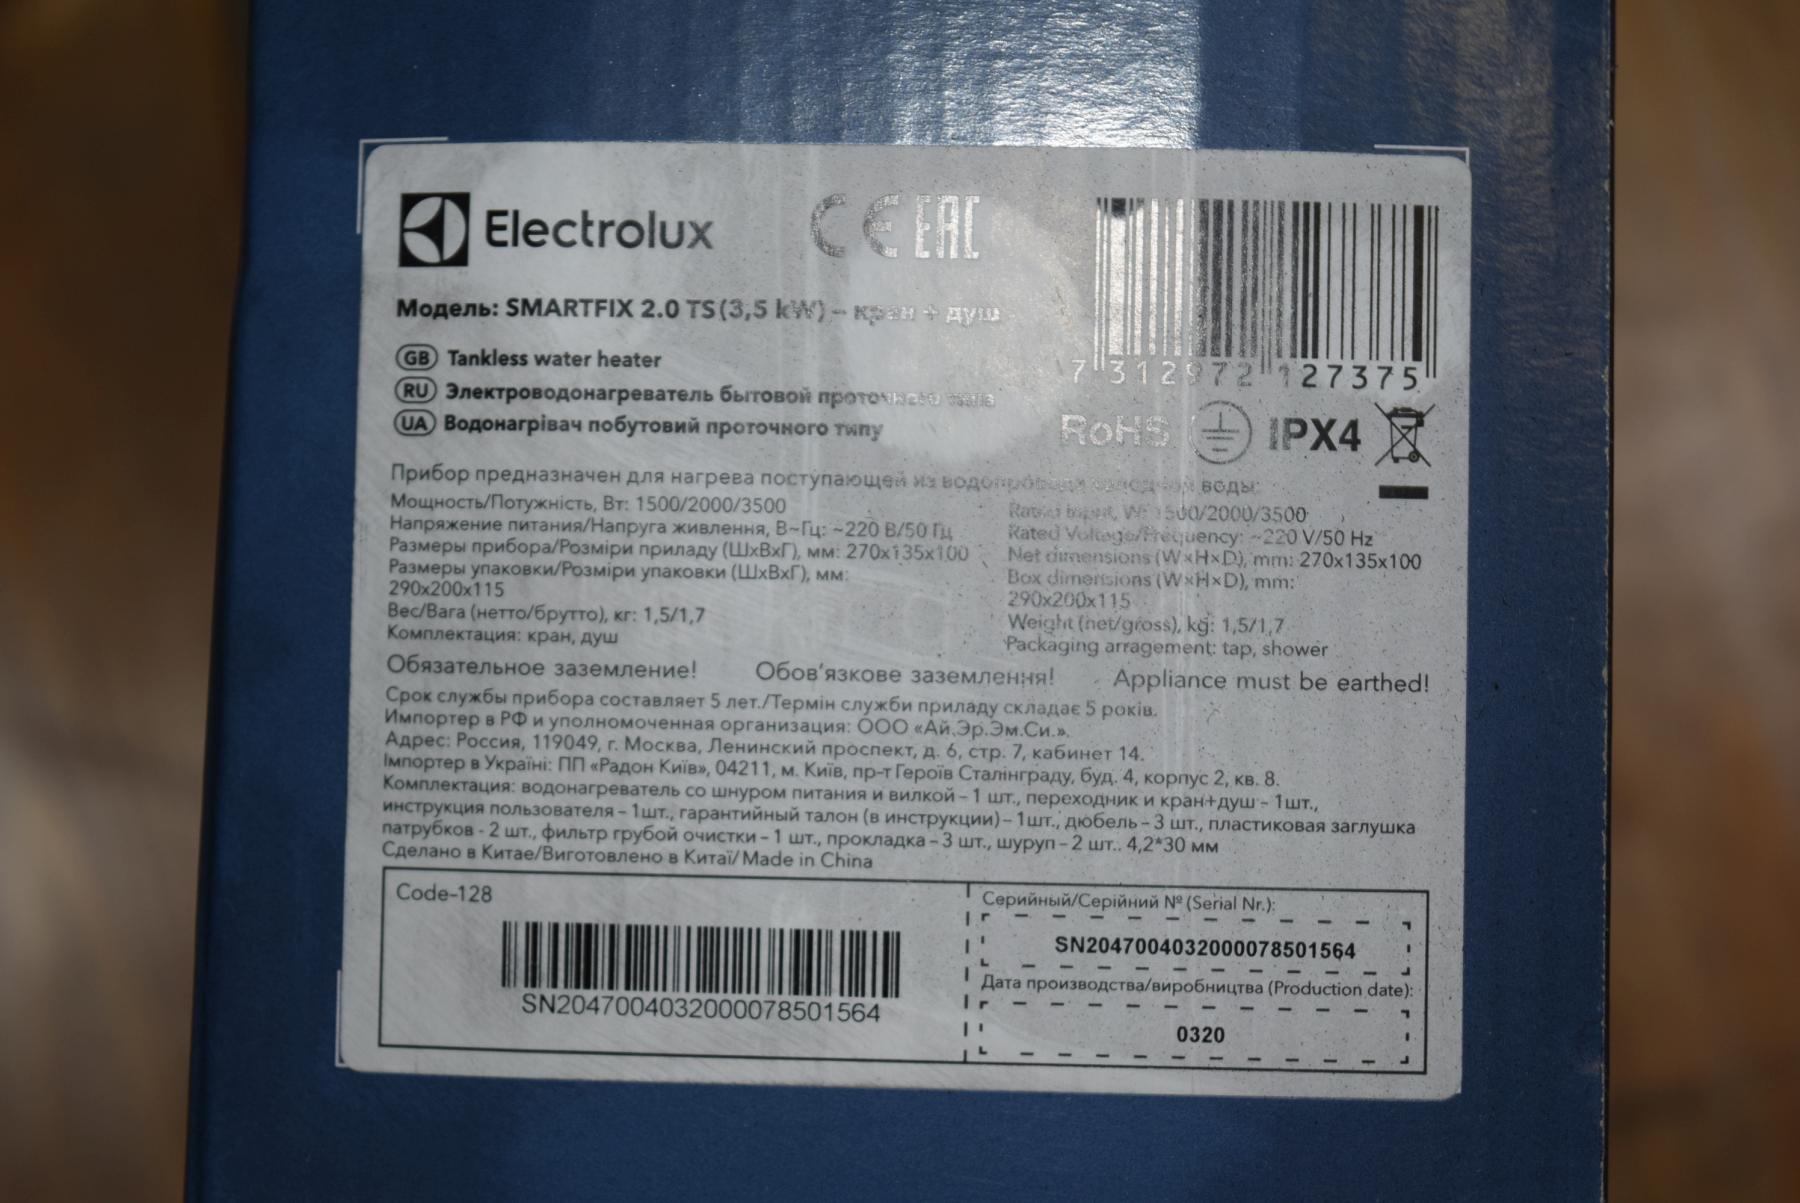 Electrolux CE EAC
Модель: SMARTFIX 2.0 TS (3,5 kW) – кран + душ
GB Tankless water heater
RU Электроводонагреватель бытовой проточного типа
UA Водонагрівач побутовий проточного типу
7 312972 127375
RoHS IPX4
Прибор предназначен для нагрева поступающей из водопровода холодной воды:
Мощность/Потужність, Вт: 1500/2000/3500
Напряжение питания/Напруга живлення, В~Гц: ~220 В/50 Гц
Размеры прибора/Розміри приладу (ШхВхГ), мм: 270х135х100
Размеры упаковки/Розміри упаковки (ШхВхГ), мм:
290х200х115
Вес/Вага (нетто/брутто), кг: 1,5/1,7
Комплектация: кран, душ
Rated input, W: 1500/2000/3500
Rated Voltage/Frequency: ~220 V/50 Hz
Net dimensions (W×H×D), mm: 270x135x100
Box dimensions (W×H×D), mm:
290x200x115
Weight (net/gross), kg: 1,5/1,7
Packaging arragement: tap, shower
Обязательное заземление! Обов'язкове заземлення! Appliance must be earthed!
Срок службы прибора составляет 5 лет./Термін служби приладу складає 5 років.
Импортер в РФ и уполномоченная организация: ООО «Ай.Эр.Эм.Си.».
Адрес: Россия, 119049, г. Москва, Ленинский проспект, д. 6, стр. 7, кабинет 14.
Імпортер в Україні: ПП «Радон Київ», 04211, м. Київ, пр-т Героїв Сталінграду, буд. 4, корпус 2, кв. 8.
Комплектация: водонагреватель со шнуром питания и вилкой – 1 шт., переходник и кран+душ - 1шт.,
инструкция пользователя – 1шт., гарантийный талон (в инструкции) – 1шт., дюбель – 3 шт., пластиковая заглушка
патрубков - 2 шт., фильтр грубой очистки – 1 шт., прокладка – 3 шт., шуруп – 2 шт.. 4,2*30 мм
Сделано в Китае/Виготовлено в Китаї/ Made in China
Code-128
SN2047004032000078501564
Серийный/Серійний № (Serial Nr.):
SN2047004032000078501564
Дата производства/виробництва (Production date):
0320